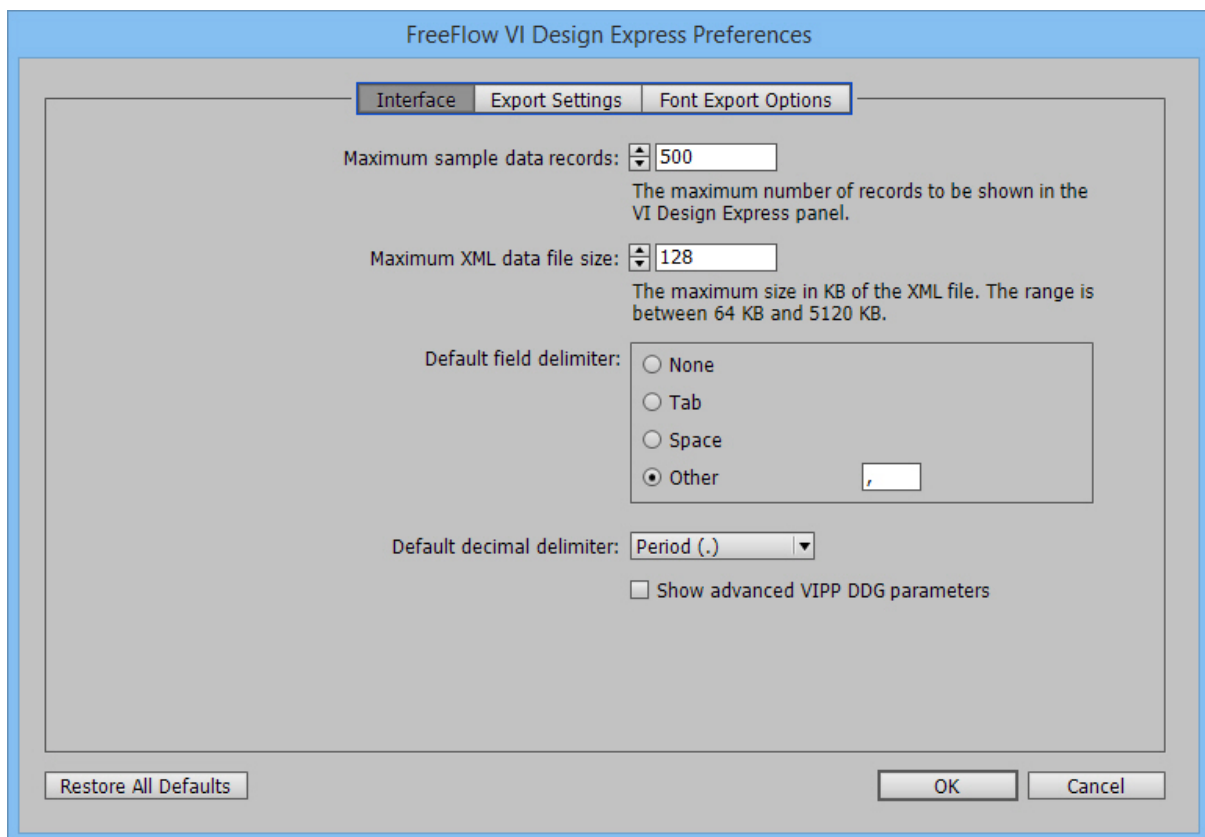 FreeFlow VI Design Express Preferences
Interface Export Settings Font Export Options
Maximum sample data records: 500
The maximum number of records to be shown in the
VI Design Express panel.
Maximum XML data file size: 128
The maximum size in KB of the XML file. The range is
between 64 KB and 5120 KB.
Default field delimiter:
None
Tab
Space
Other ,
Default decimal delimiter: Period (.)
Show advanced VIPP DDG parameters
Restore All Defaults OK Cancel